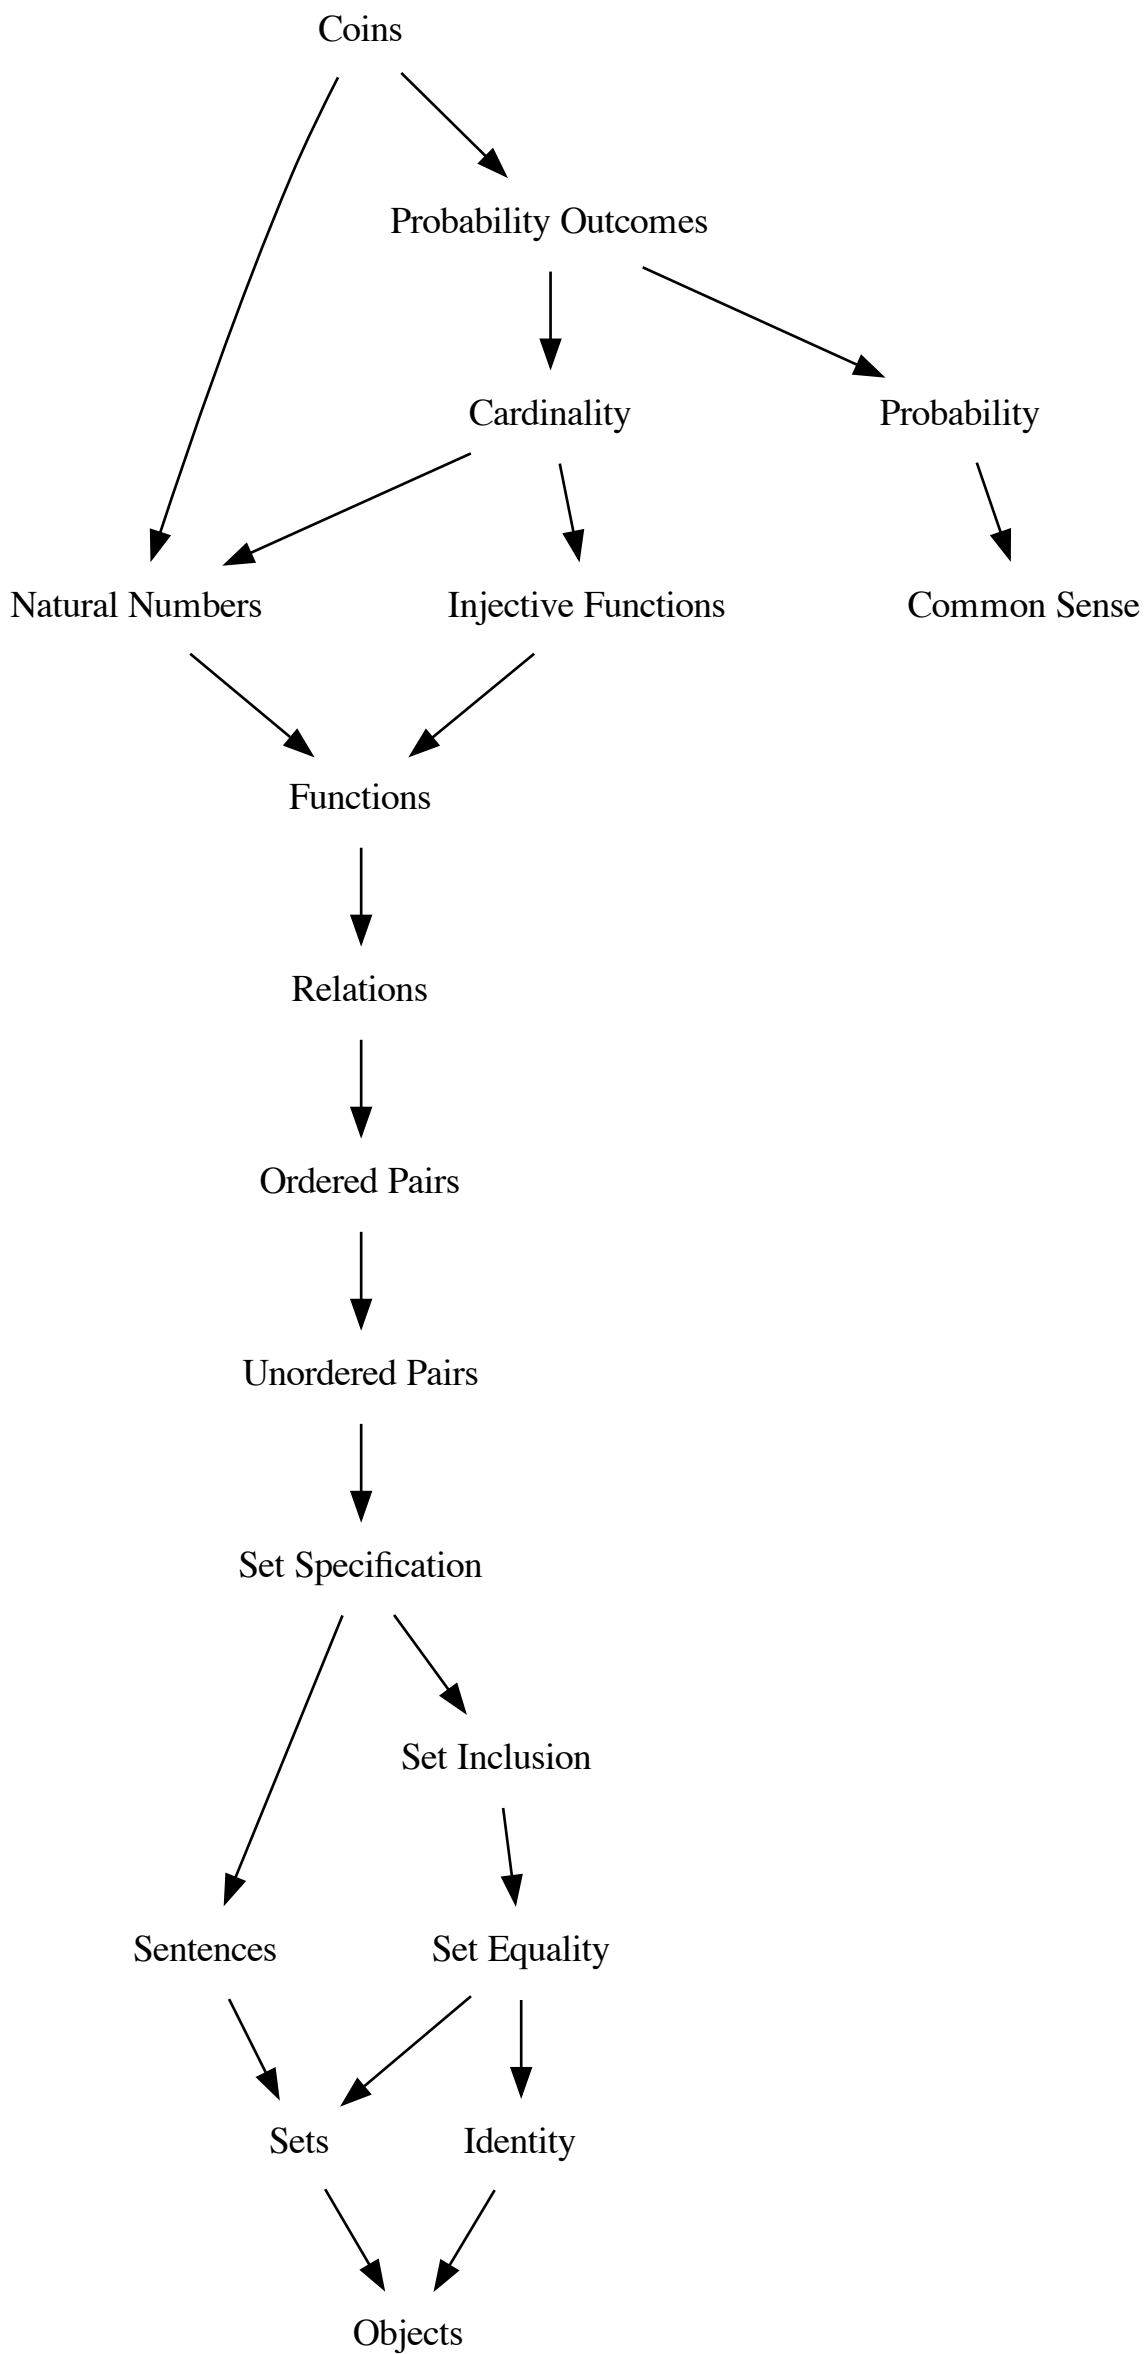 Coins
Probability Outcomes
Cardinality
Probability
Natural Numbers
Injective Functions
Common Sense
Functions
Relations
Ordered Pairs
Unordered Pairs
Set Specification
Set Inclusion
Sentences
Set Equality
Sets
Identity
Objects